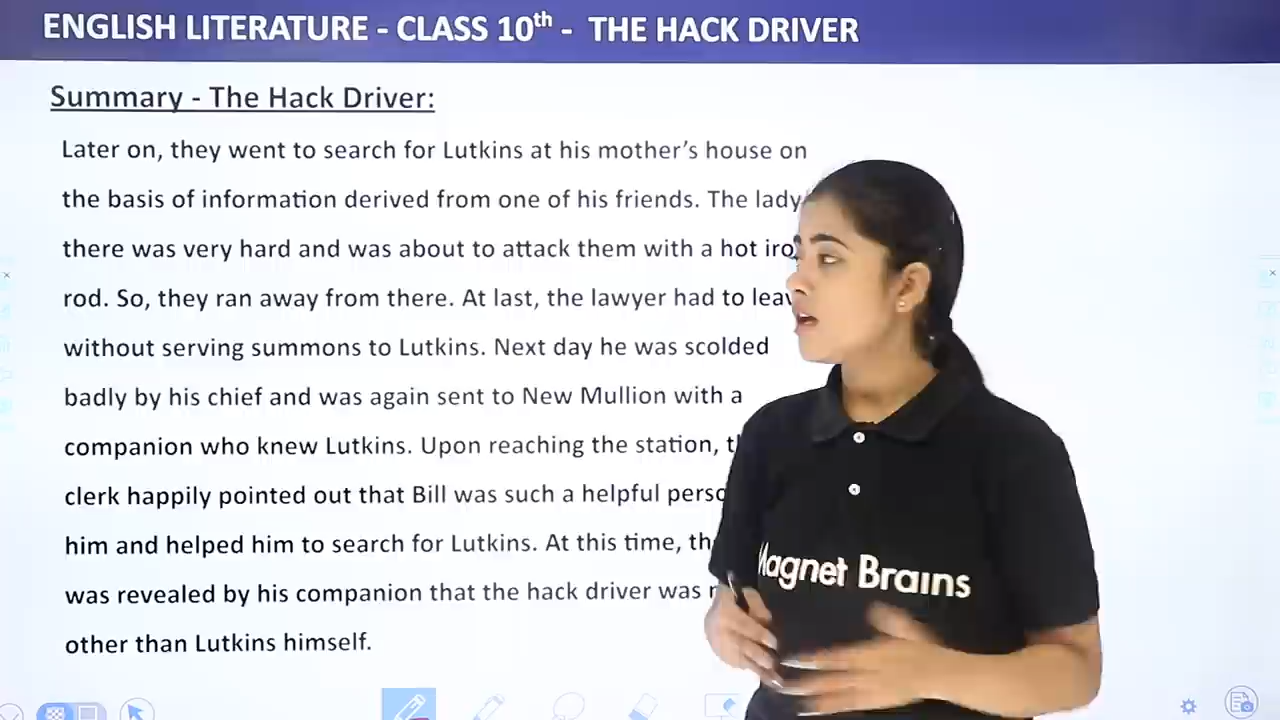 ENGLISH LITERATURE - CLASS 10th - THE HACK DRIVER
Summary - The Hack Driver:
Later on, they went to search for Lutkins at his mother's house on
the basis of information derived from one of his friends. The lady
there was very hard and was about to attack them with a hot
rod. So, they ran away from there. At last, the lawyer had to
without serving summons to Lutkins. Next day he was scolded
badly by his chief and was again sent to New Mullion with a
companion who knew Lutkins. Upon reaching the station,
clerk happily pointed out that Bill was such a helpful
him and helped him to search for Lutkins. At this time,
was revealed by his companion that the hack driver was
other than Lutkins himself.
Magnet Brains